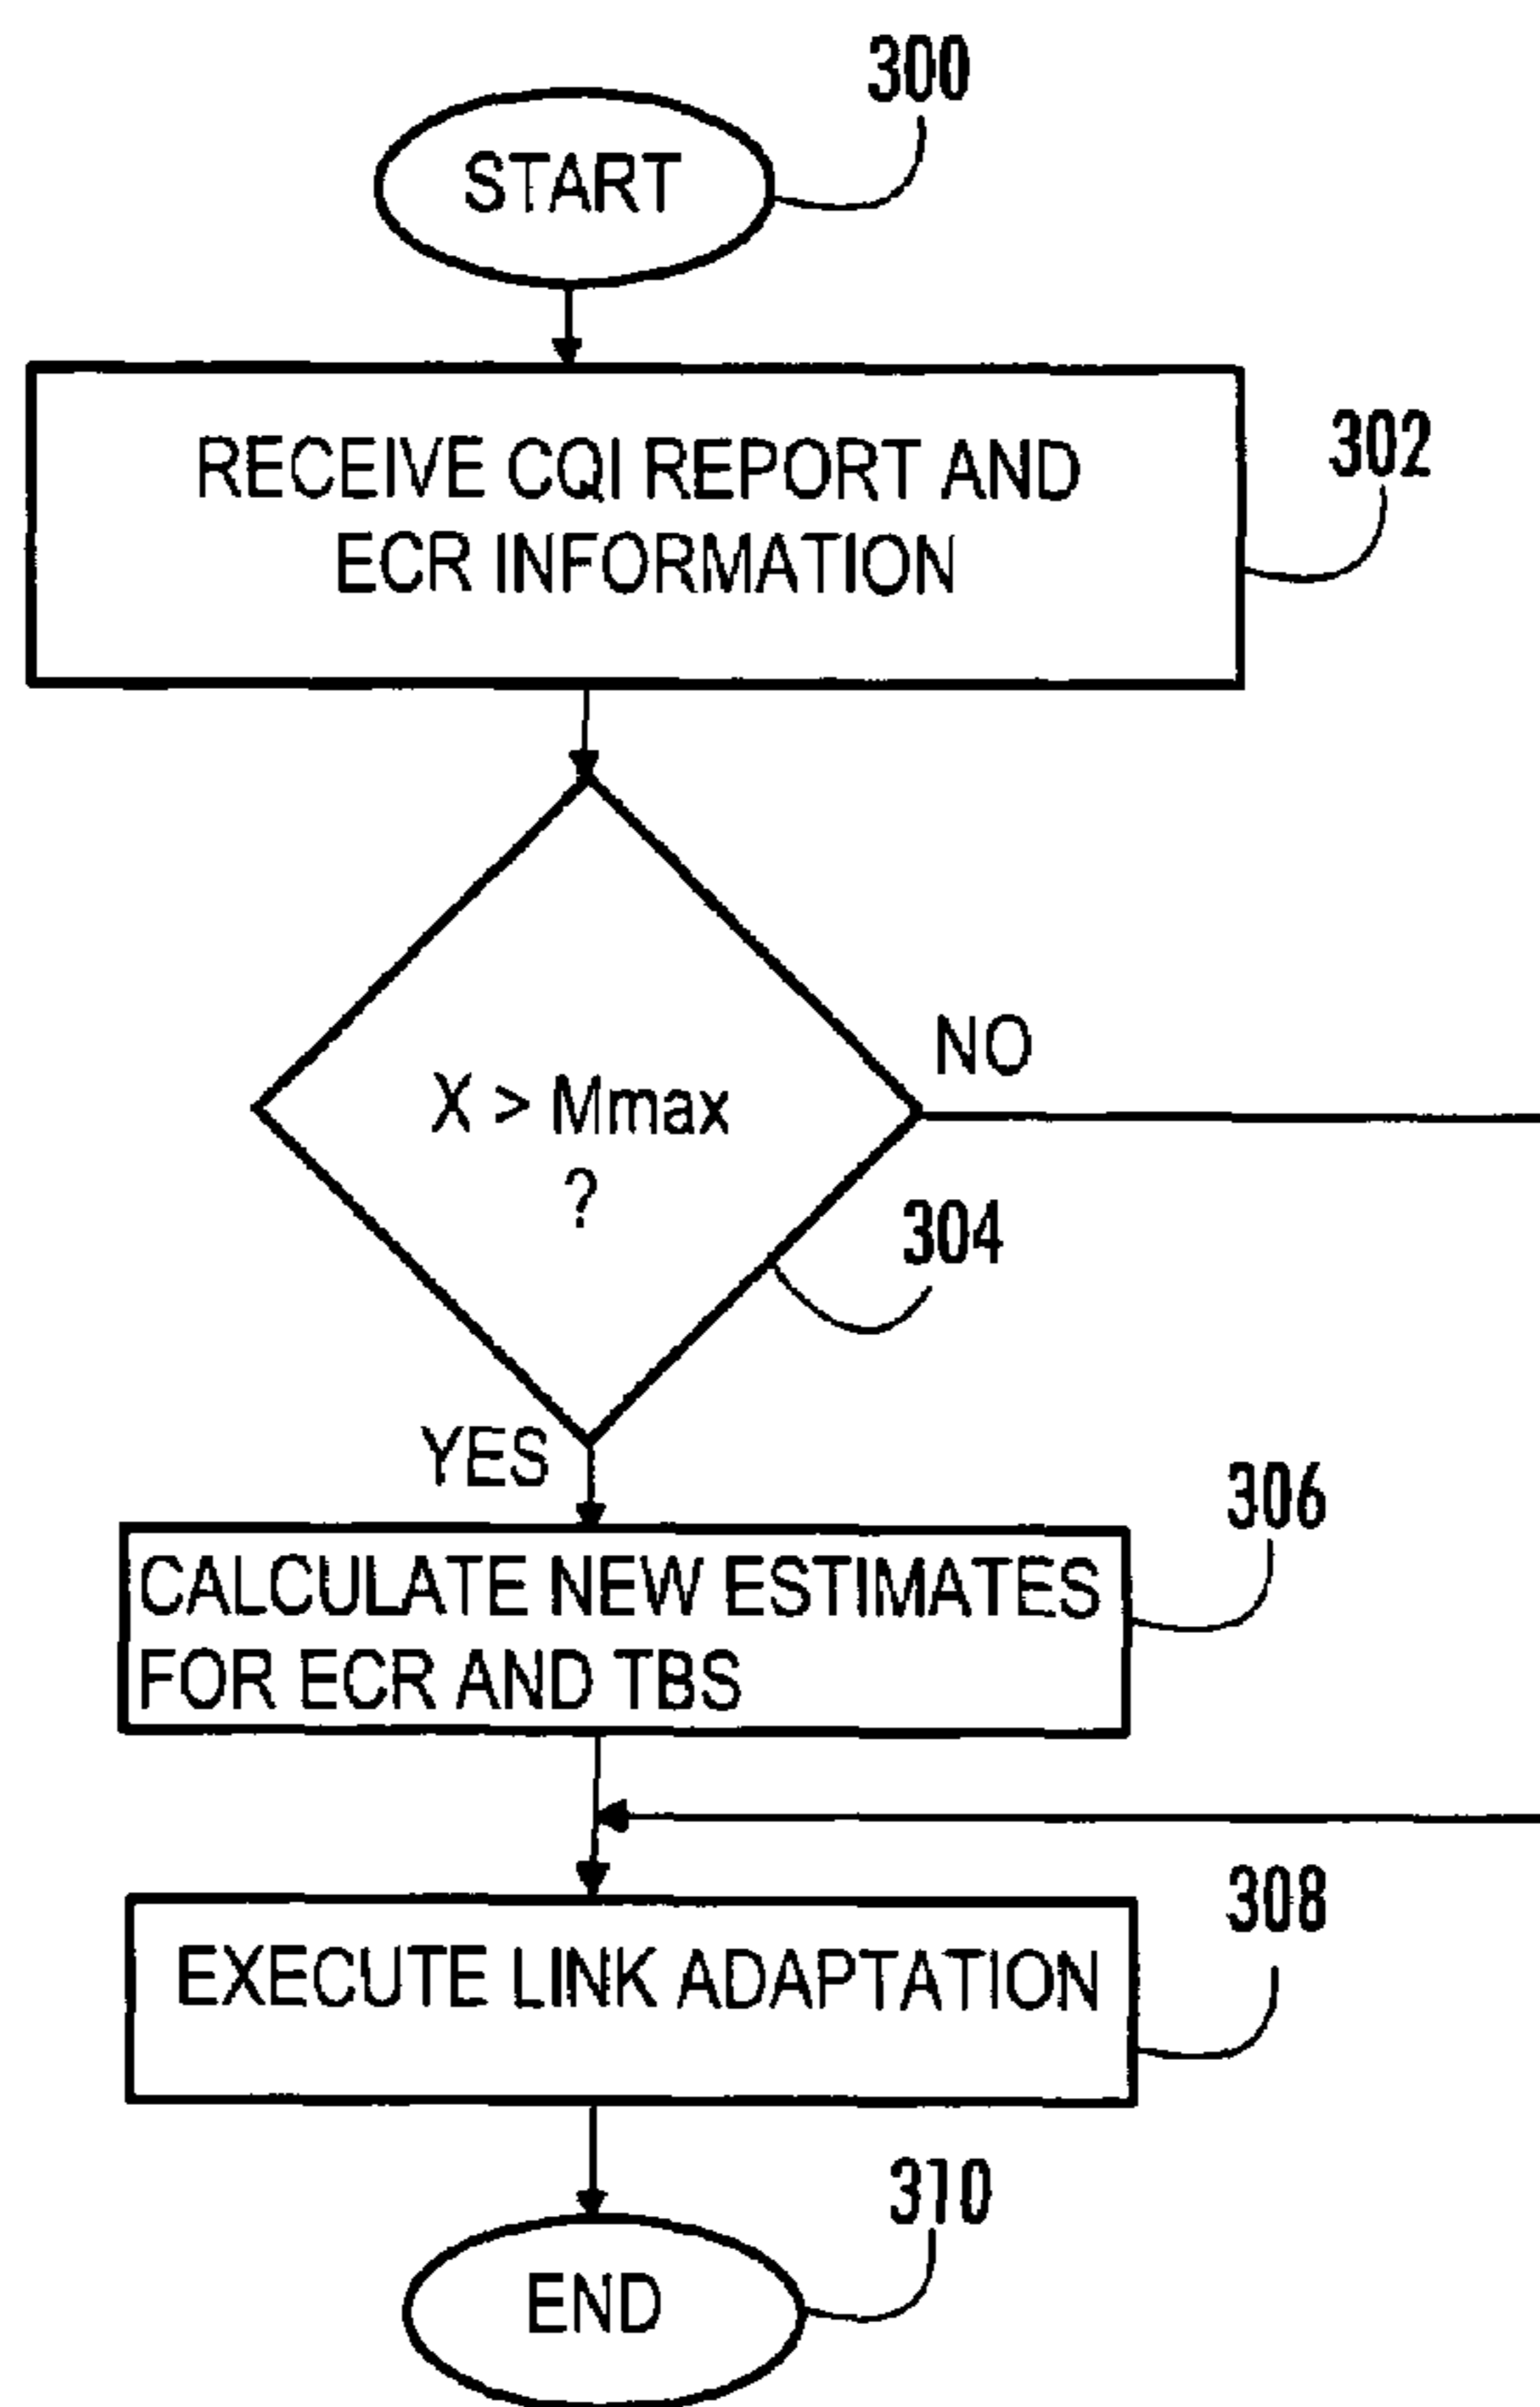 300
START
RECEIVE CQI REPORT AND
ECR INFORMATION
302
NO
X > Mmax
?
304
YES
306
CALCULATE NEW ESTIMATES
FOR ECR AND TBS
308
EXECUTE LINK ADAPTATION
310
END